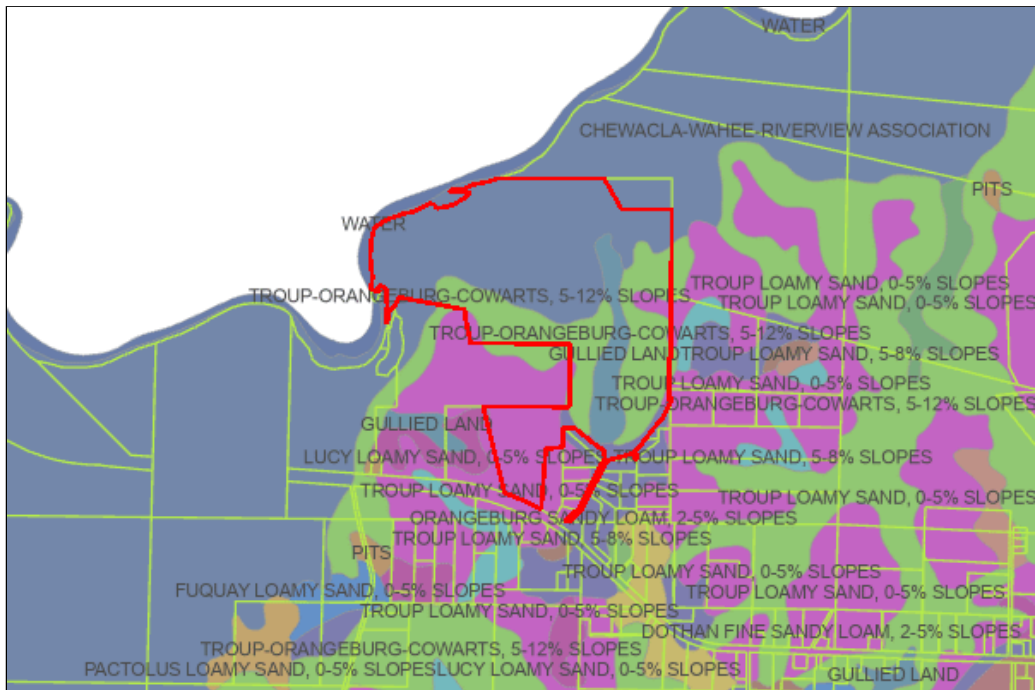 WATER
CHEWACLA-WAHEE-RIVERVIEW ASSOCIATION
PITS
WATER
TROUP LOAMY SAND, 0-5% SLOPES
TROUP-ORANGEBURG-COWARTS, 5-12% SLOPES
TROUP LOAMY SAND, 0-5% SLOPES
TROUP-ORANGEBURG-COWARTS, 5-12% SLOPES
GULLIED LAND
TROUP LOAMY SAND, 5-8% SLOPES
TROUP LOAMY SAND, 0-5% SLOPES
TROUP-ORANGEBURG-COWARTS, 5-12% SLOPES
GULLIED LAND
LUCY LOAMY SAND, 0-5% SLOPES
TROUP LOAMY SAND, 5-8% SLOPES
TROUP LOAMY SAND, 0-5% SLOPES
TROUP LOAMY SAND, 0-5% SLOPES
ORANGEBURG SANDY LOAM, 2-5% SLOPES
TROUP LOAMY SAND, 5-8% SLOPES
PITS
TROUP LOAMY SAND, 0-5% SLOPES
FUQUAY LOAMY SAND, 0-5% SLOPES
TROUP LOAMY SAND, 0-5% SLOPES
TROUP LOAMY SAND, 0-5% SLOPES
DOTHAN FINE SANDY LOAM, 2-5% SLOPES
TROUP-ORANGEBURG-COWARTS, 5-12% SLOPES
PACTOLUS LOAMY SAND, 0-5% SLOPES
LUCY LOAMY SAND, 0-5% SLOPES
GULLIED LAND